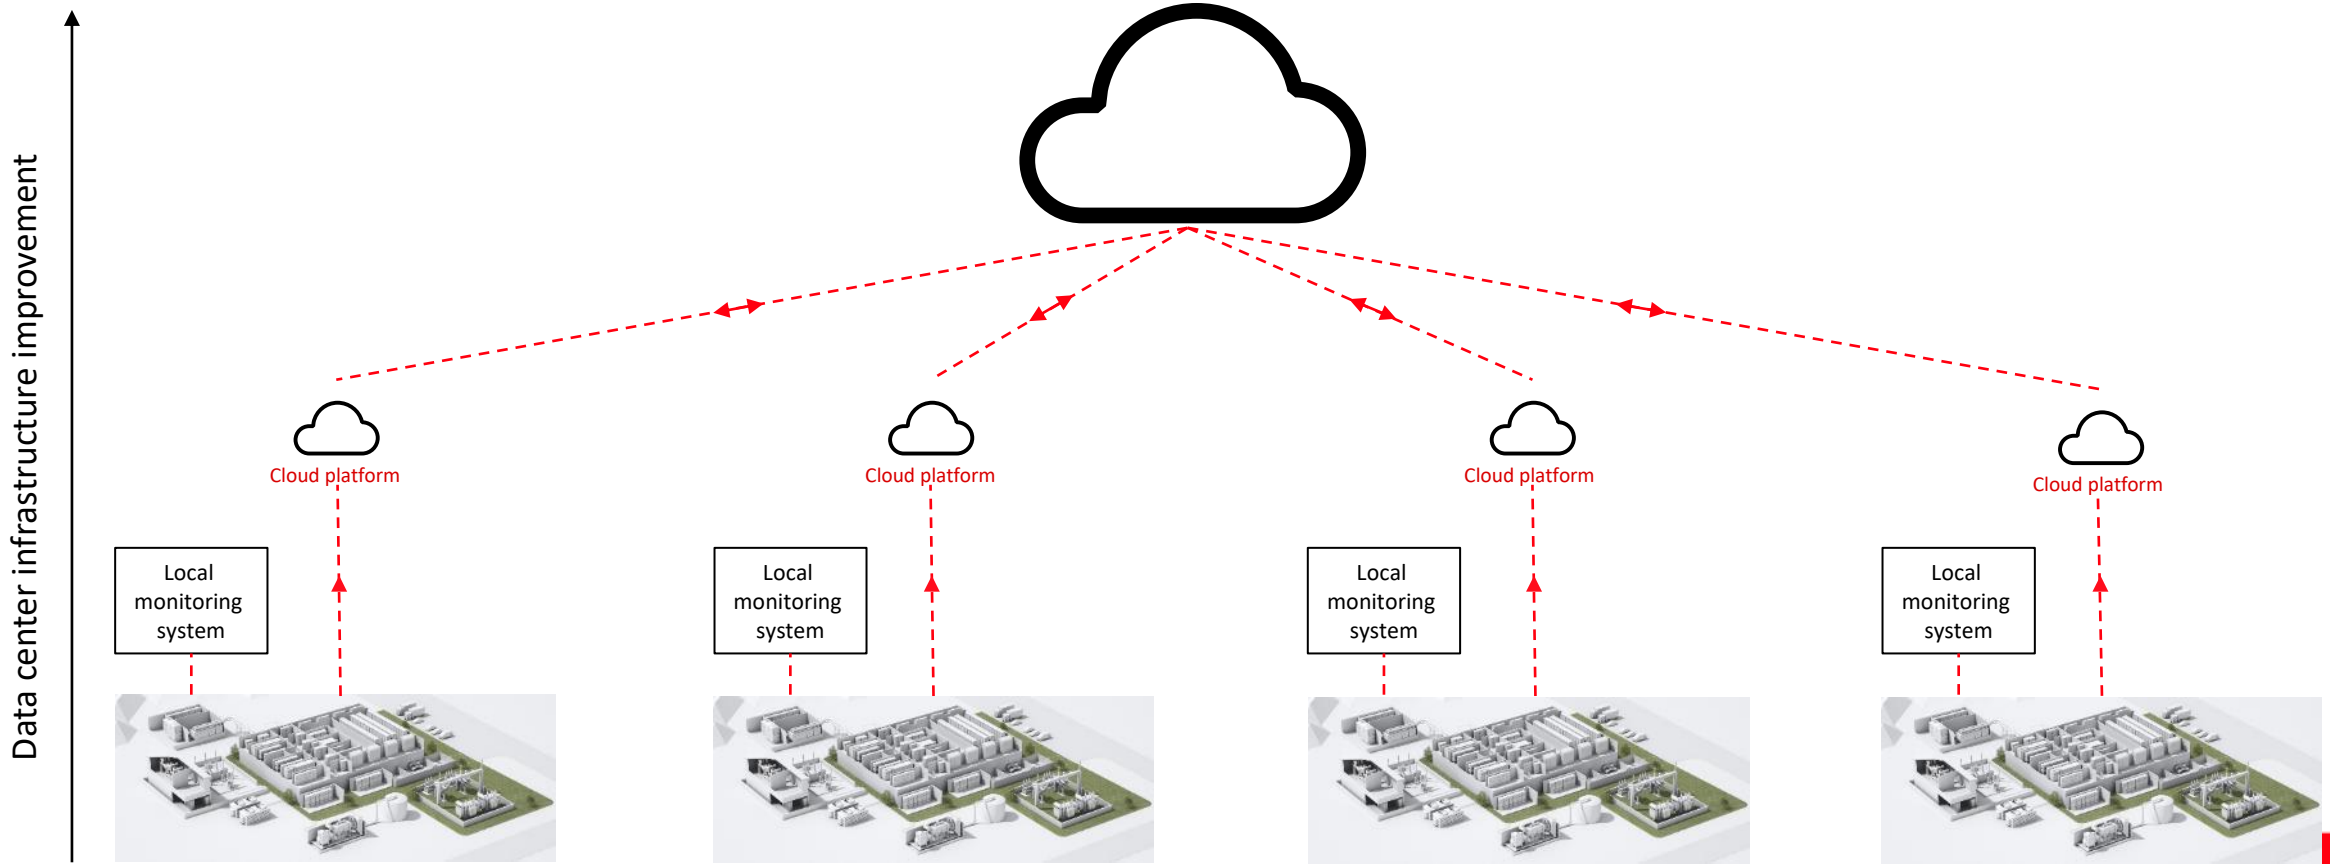 Data center infrastructure improvement
Cloud platform
Cloud platform
Cloud platform
Cloud platform
Local
monitoring
system
Local
monitoring
system
Local
monitoring
system
Local
monitoring
system